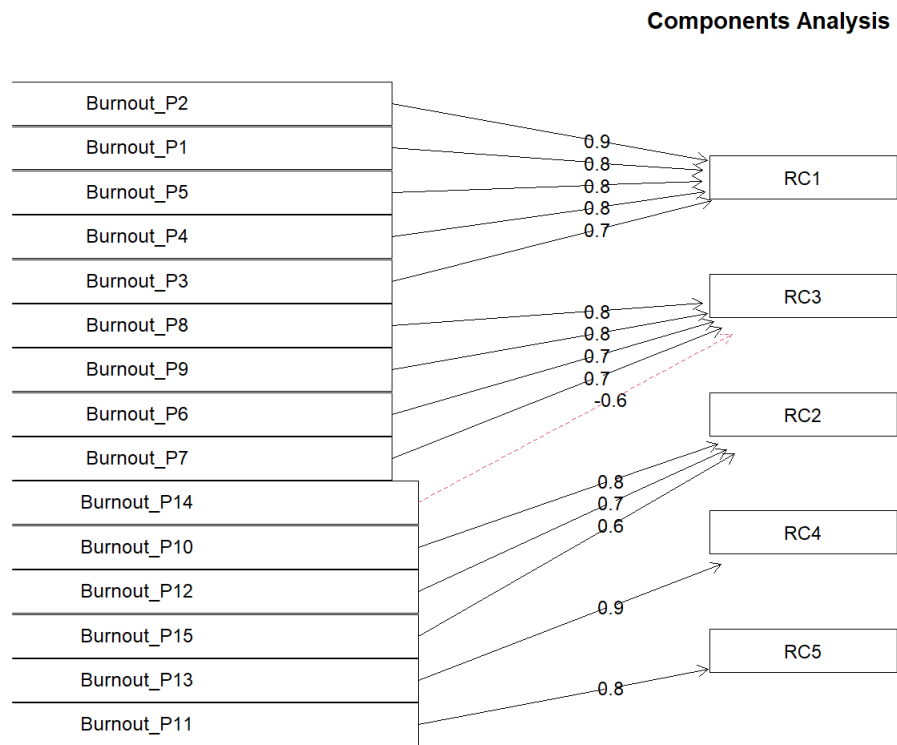 Components Analysis
Burnout_P2
Burnout_P1
Burnout_P5
Burnout_P4
Burnout_P3
Burnout_P8
Burnout_P9
Burnout_P6
Burnout_P7
Burnout_P14
Burnout_P10
Burnout_P12
Burnout_P15
Burnout_P13
Burnout_P11
0.9
0.8
0.8
0.8
0.7
0.8
0.8
0.7
0.7
-0.6
0.8
0.7
0.6
0.9
0.8
RC1
RC3
RC2
RC4
RC5